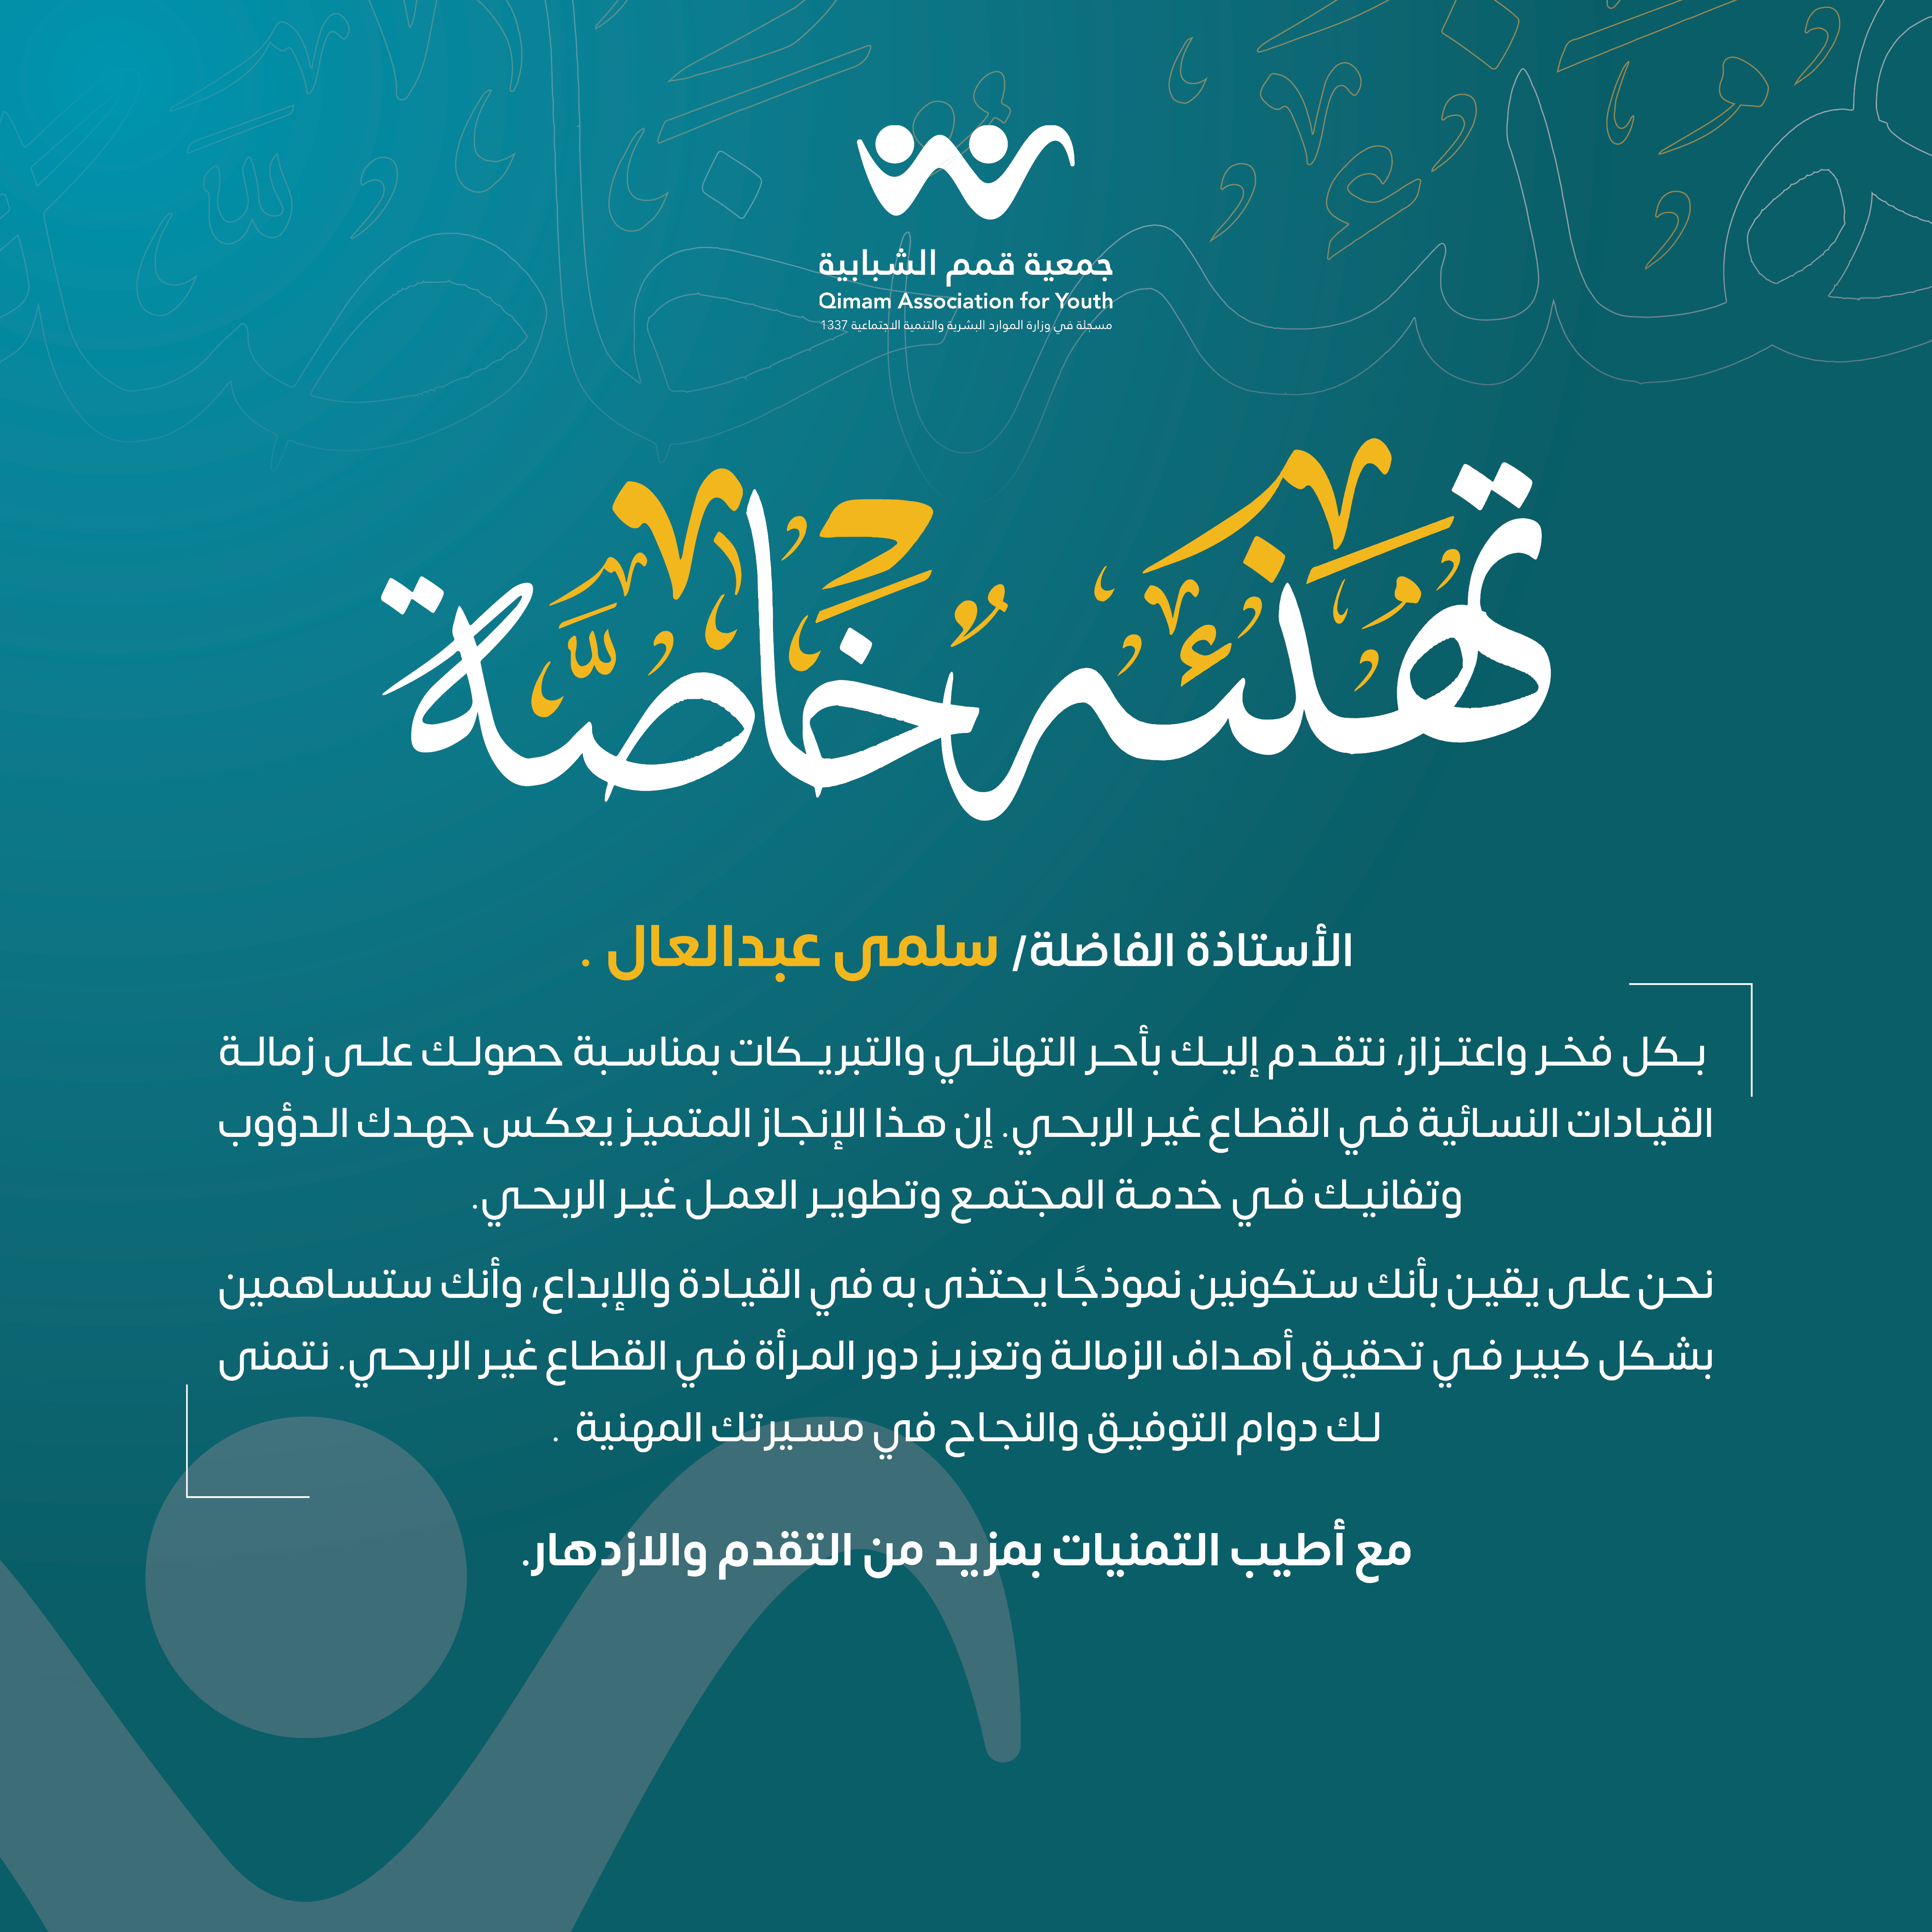 جمعية قمم الشبابية
Qimam Association for Youth
مسجلة في وزارة الموارد البشرية والتنمية الاجتماعية 1337
تهنئة خاصة
الأستاذة الفاضلة/ سلمى عبدالعال .
بكل فخر واعتزاز، نتقدم إليك بأحر التهاني والتبريكات بمناسبة حصولك على زمالة
القيادات النسائية في القطاع غير الربحي. إن هذا الإنجاز المتميز يعكس جهدك الدؤوب
وتفانيك في خدمة المجتمع وتطوير العمل غير الربحي.
نحن على يقين بأنك ستكونين نموذجًا يحتذى به في القيادة والإبداع، وأنك ستساهمين
بشكل كبير في تحقيق أهداف الزمالة وتعزيز دور المرأة في القطاع غير الربحي. نتمنى
لك دوام التوفيق والنجاح في مسيرتك المهنية .
مع أطيب التمنيات بمزيد من التقدم والازدهار.